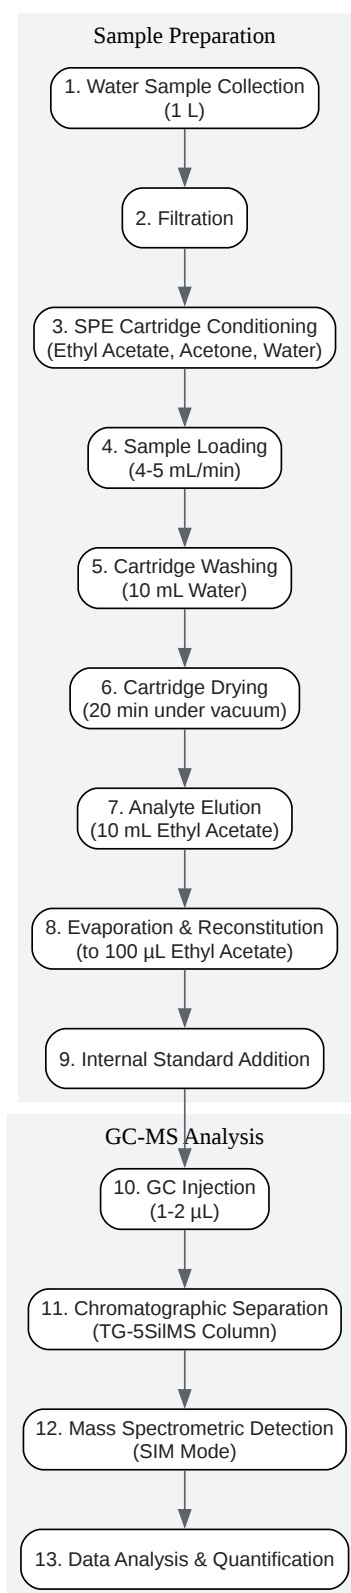 Sample Preparation
1. Water Sample Collection
(1 L)
2. Filtration
3. SPE Cartridge Conditioning
(Ethyl Acetate, Acetone, Water)
4. Sample Loading
(4-5 mL/min)
5. Cartridge Washing
(10 mL Water)
6. Cartridge Drying
(20 min under vacuum)
7. Analyte Elution
(10 mL Ethyl Acetate)
8. Evaporation & Reconstitution
(to 100 µL Ethyl Acetate)
9. Internal Standard Addition
GC-MS Analysis
10. GC Injection
(1-2 µL)
11. Chromatographic Separation
(TG-5SilMS Column)
12. Mass Spectrometric Detection
(SIM Mode)
13. Data Analysis & Quantification